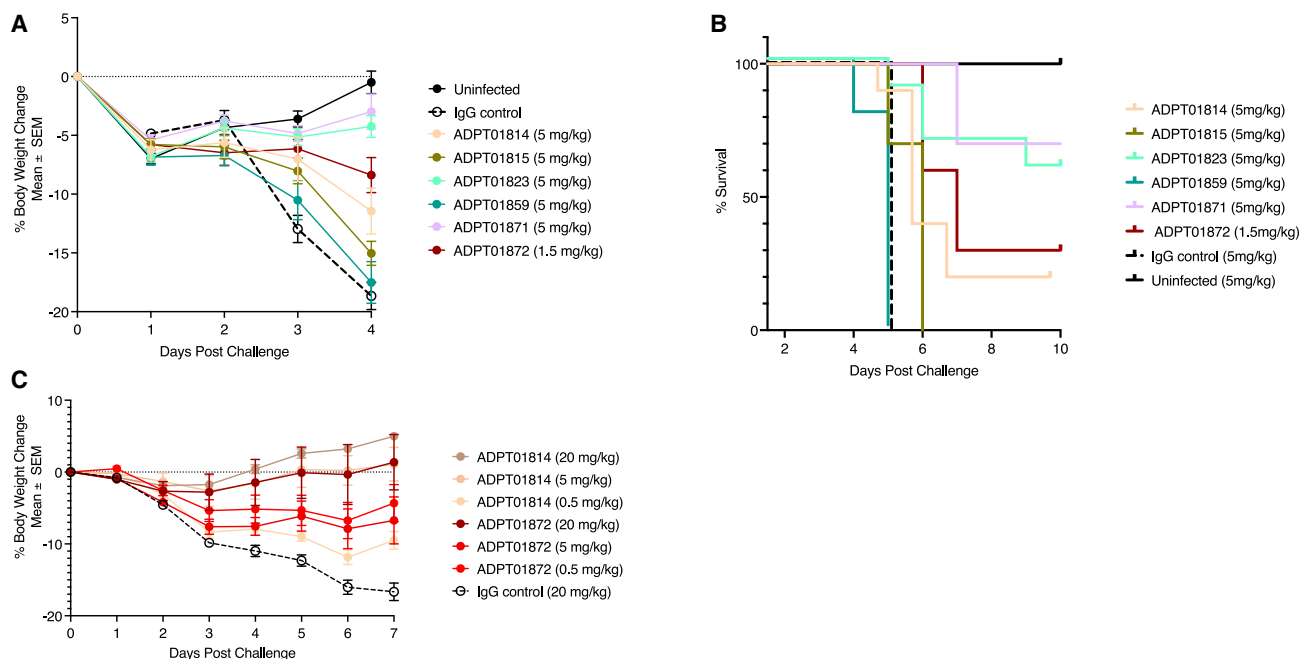 A
% Body Weight Change
Mean ± SEM
5
0
-5
-10
-15
-20
0
1
2
3
4
Days Post Challenge
Uninfected
IgG control
ADPT01814 (5 mg/kg)
ADPT01815 (5 mg/kg)
ADPT01823 (5 mg/kg)
ADPT01859 (5 mg/kg)
ADPT01871 (5 mg/kg)
ADPT01872 (1.5 mg/kg)
B
% Survival
100
50
0
2
4
6
8
10
Days Post Challenge
ADPT01814 (5mg/kg)
ADPT01815 (5mg/kg)
ADPT01823 (5mg/kg)
ADPT01859 (5mg/kg)
ADPT01871 (5mg/kg)
ADPT01872 (1.5mg/kg)
IgG control (5mg/kg)
Uninfected (5mg/kg)
C
% Body Weight Change
Mean ± SEM
10
0
-10
-20
0
1
2
3
4
5
6
7
Days Post Challenge
ADPT01814 (20 mg/kg)
ADPT01814 (5 mg/kg)
ADPT01814 (0.5 mg/kg)
ADPT01872 (20 mg/kg)
ADPT01872 (5 mg/kg)
ADPT01872 (0.5 mg/kg)
IgG control (20 mg/kg)